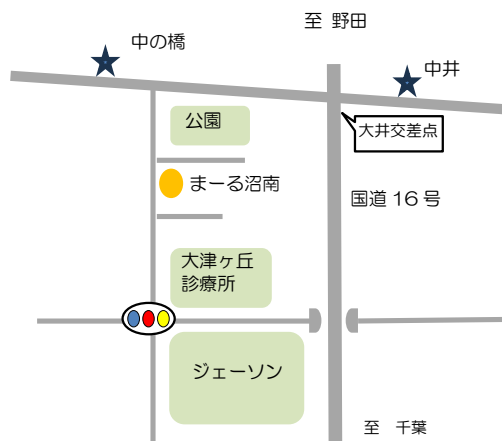 至 野田
中の橋
中井
公園
大井交差点
まーる沼南
国道 16 号
大津ヶ丘
診療所
ジェーソン
至 千葉